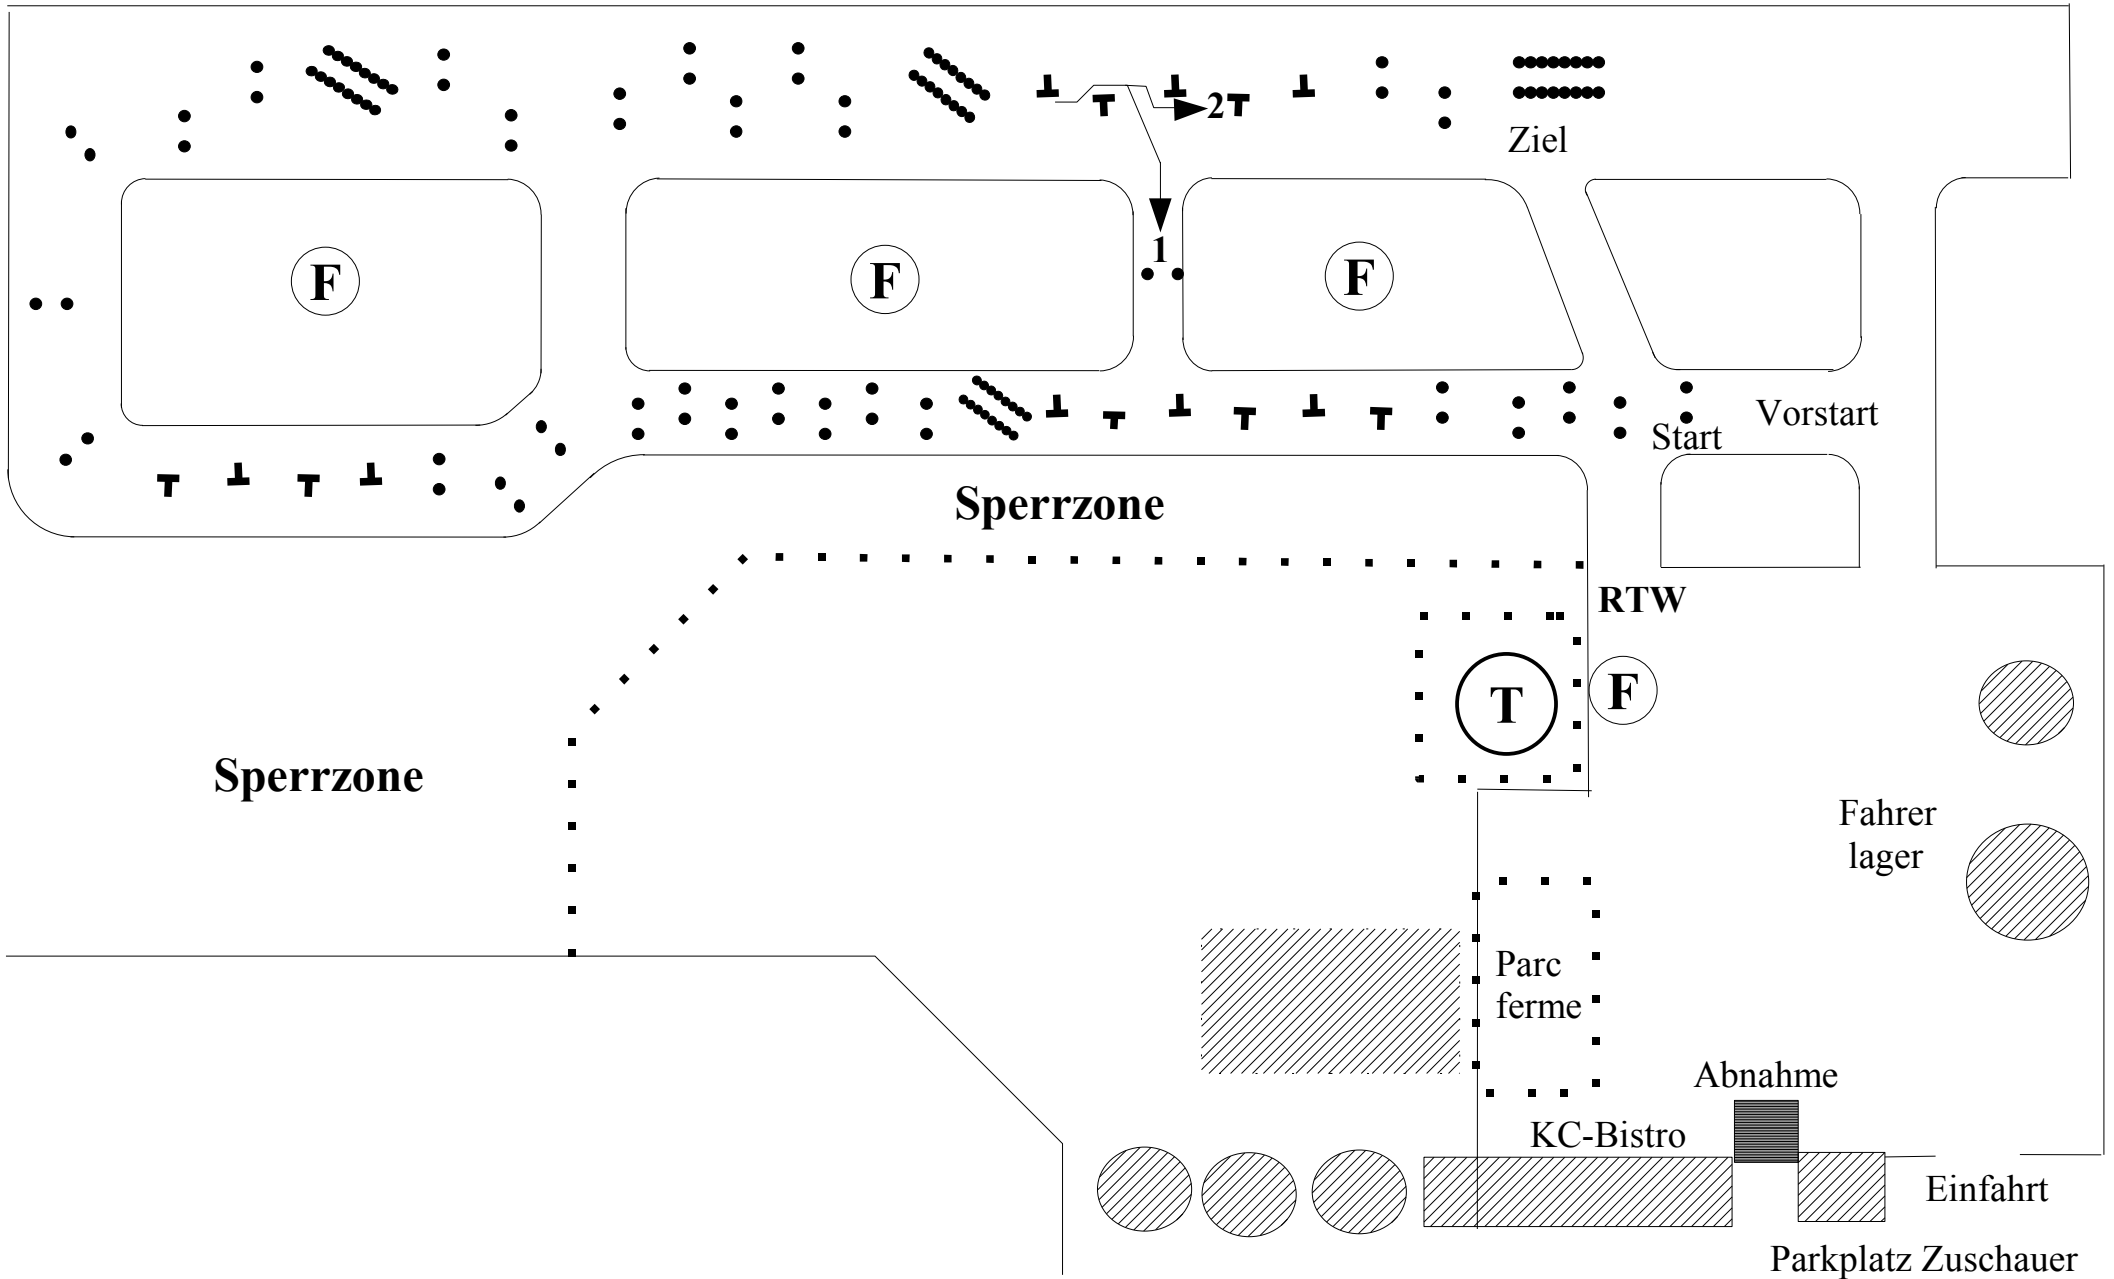 2
Ziel
F
F
F
1
Vorstart
Start
Sperrzone
RTW
T
F
Sperrzone
Fahrer
lager
Parc
ferme
Abnahme
KC-Bistro
Einfahrt
Parkplatz Zuschauer